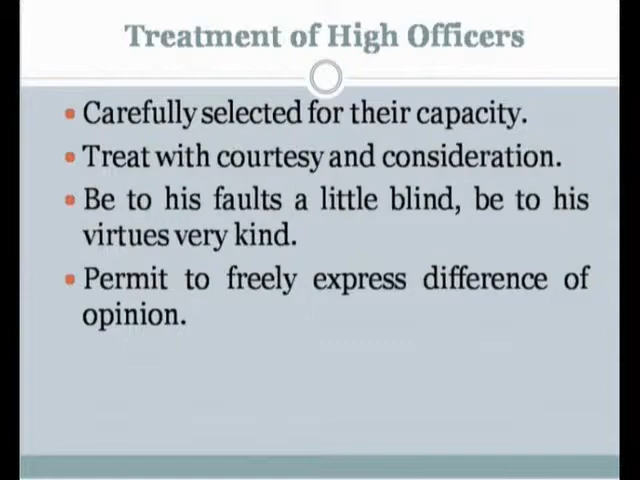 Treatment of High Officers
Carefully selected for their capacity.
Treat with courtesy and consideration.
Be to his faults a little blind, be to his
virtues very kind.
Permit to freely express difference of
opinion.